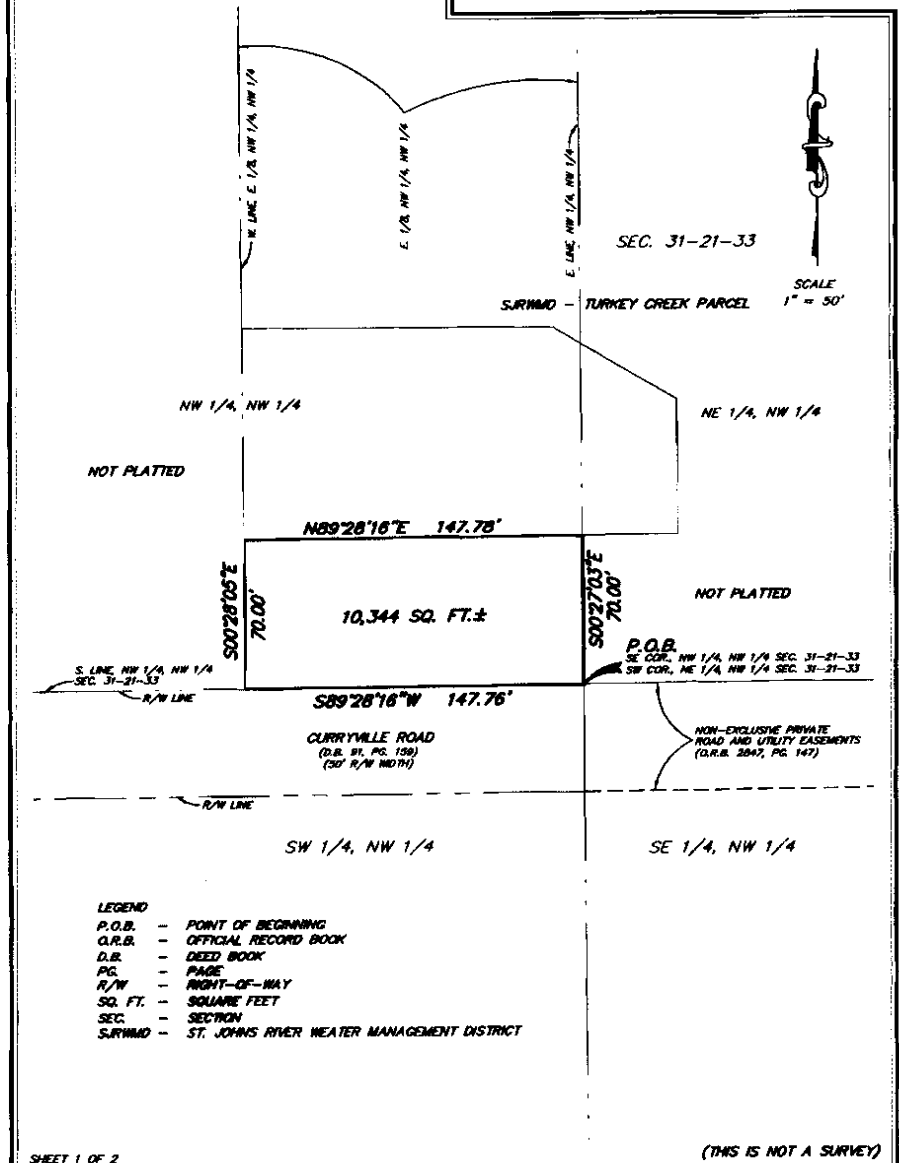 W. LINE, E. 1/8, NW 1/4, NW 1/4
E. 1/8, NW 1/4, NW 1/4
E. LINE, NW 1/4, NW 1/4
SEC. 31-21-33
SCALE
1" = 50'
SJRWMD - TURKEY CREEK PARCEL
NW 1/4, NW 1/4
NE 1/4, NW 1/4
NOT PLATTED
N89°28'16"E 147.78'
S00°28'05"E
70.00'
10,344 SQ. FT.±
S00°27'03"E
70.00'
NOT PLATTED
P.O.B.
SE COR., NW 1/4, NW 1/4 SEC. 31-21-33
SW COR., NE 1/4, NW 1/4 SEC. 31-21-33
S. LINE, NW 1/4, NW 1/4
SEC. 31-21-33
R/W LINE
S89°28'16"W 147.76'
CURRYVILLE ROAD
(D.B. 91, PG. 159)
(50' R/W WIDTH)
NON-EXCLUSIVE PRIVATE
ROAD AND UTILITY EASEMENTS
(O.R.B. 2847, PG. 147)
R/W LINE
SW 1/4, NW 1/4
SE 1/4, NW 1/4
LEGEND
P.O.B. - POINT OF BEGINNING
O.R.B. - OFFICIAL RECORD BOOK
D.B. - DEED BOOK
PG. - PAGE
R/W - RIGHT-OF-WAY
SQ. FT. - SQUARE FEET
SEC. - SECTION
SJRWMD - ST. JOHNS RIVER WEATER MANAGEMENT DISTRICT
SHEET 1 OF 2
(THIS IS NOT A SURVEY)